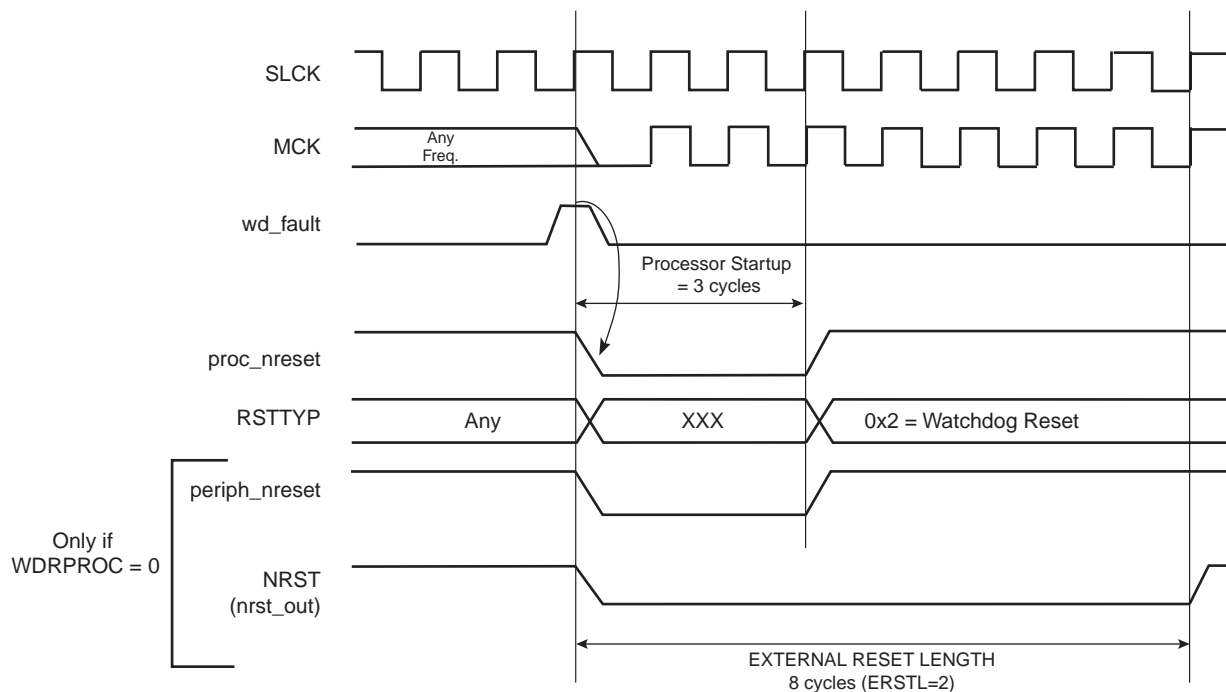 SLCK
MCK
Any
Freq.
wd_fault
Processor Startup
= 3 cycles
proc_nreset
RSTTYP
Any
XXX
0x2 = Watchdog Reset
periph_nreset
Only if
WDRPROC = 0
NRST
(nrst_out)
EXTERNAL RESET LENGTH
8 cycles (ERSTL=2)